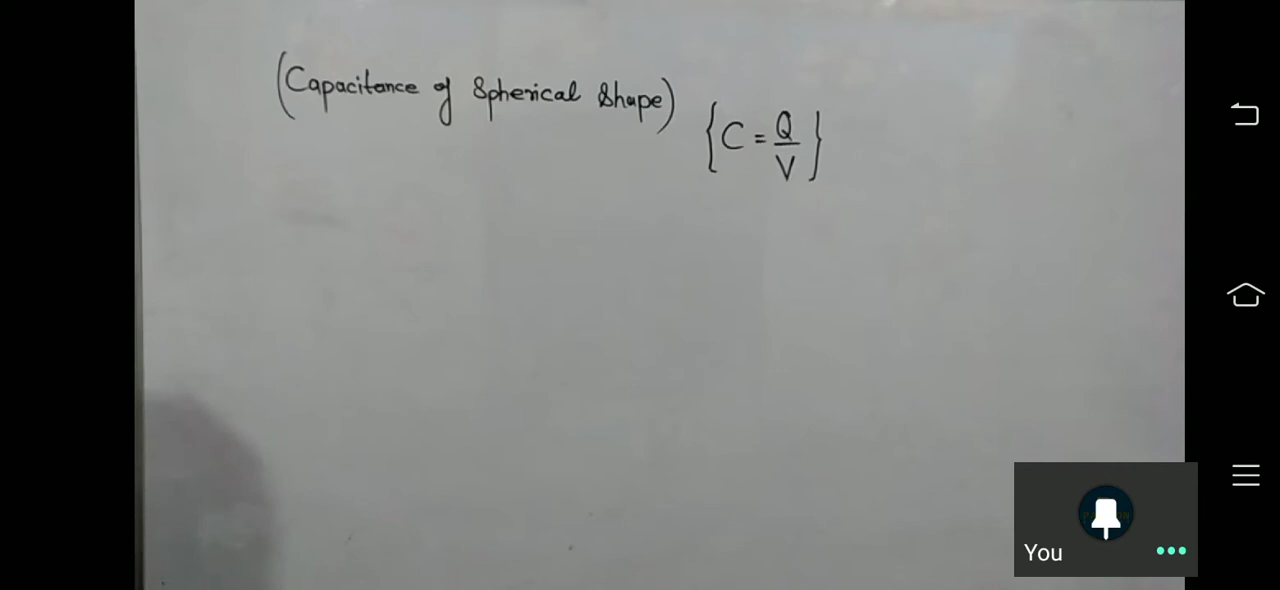 (Capacitance of Spherical Shape) {C = Q/V}
You